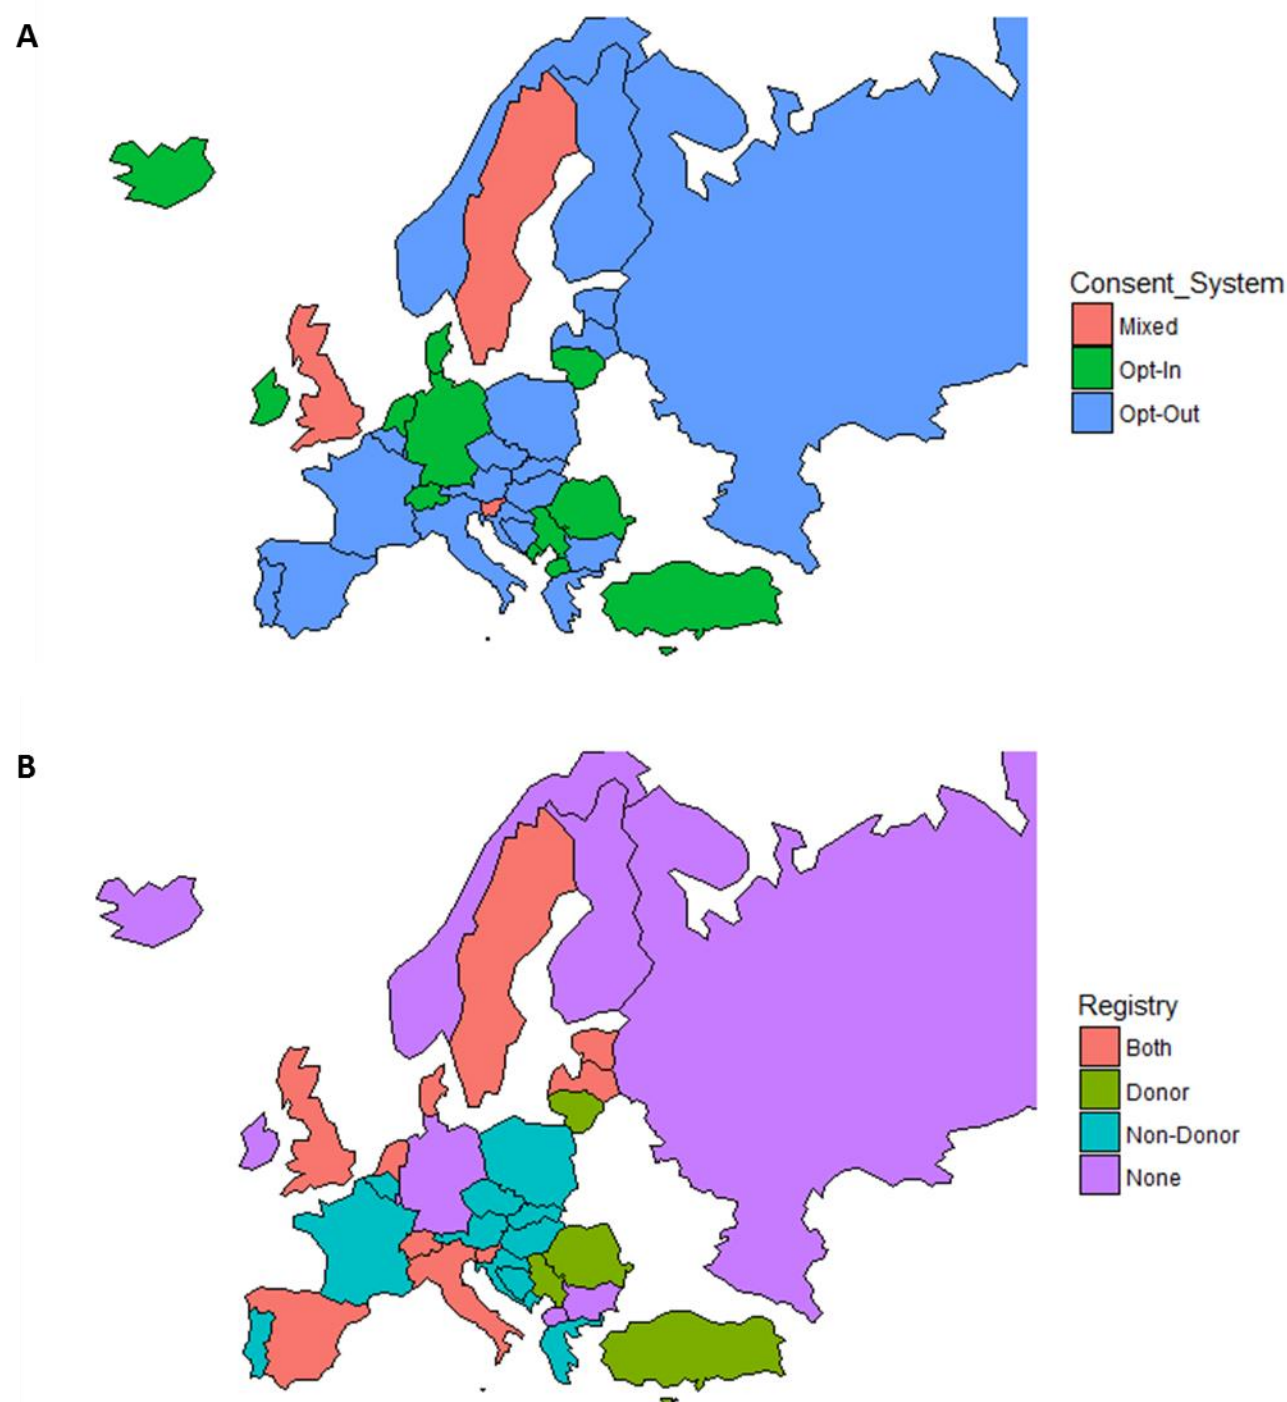 A
Consent_System
Mixed
Opt-In
Opt-Out
B
Registry
Both
Donor
Non-Donor
None